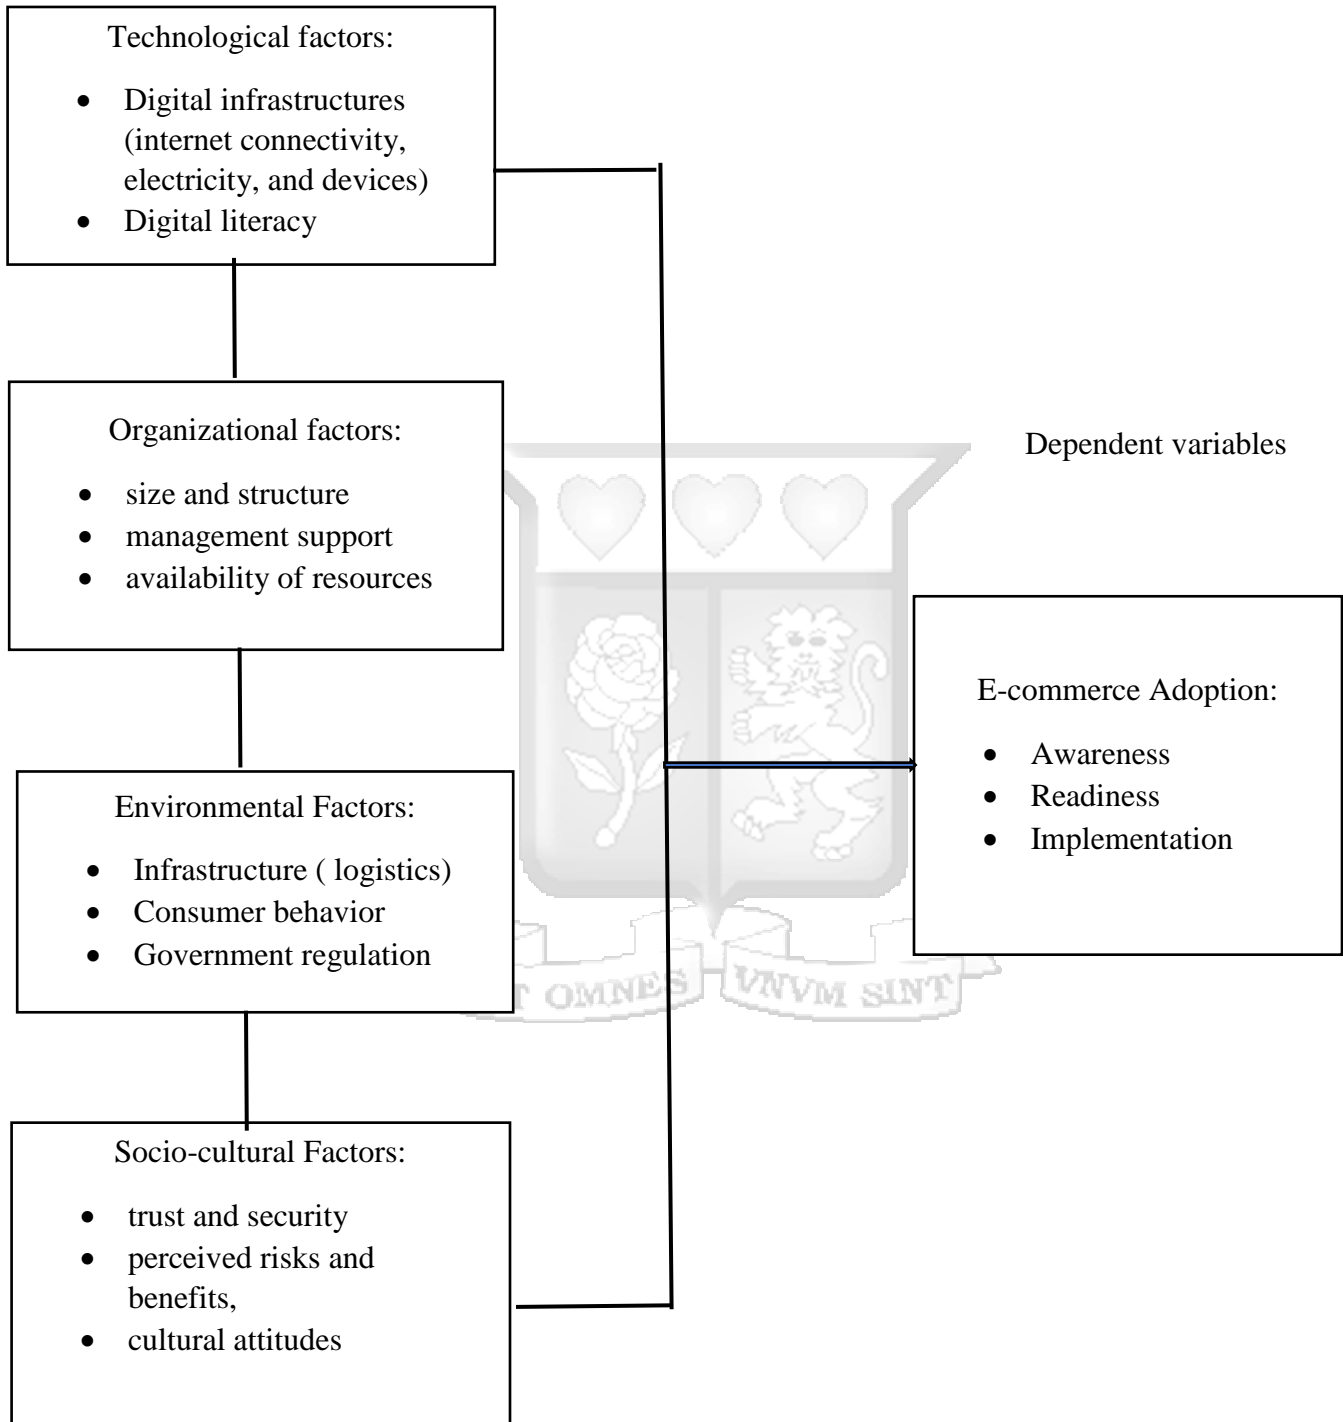 Technological factors:
• Digital infrastructures
(internet connectivity,
electricity, and devices)
• Digital literacy
Organizational factors:
• size and structure
• management support
• availability of resources
Environmental Factors:
• Infrastructure ( logistics)
• Consumer behavior
• Government regulation
Socio-cultural Factors:
• trust and security
• perceived risks and
benefits,
• cultural attitudes
Dependent variables
E-commerce Adoption:
• Awareness
• Readiness
• Implementation
OMNES VNVM SINT